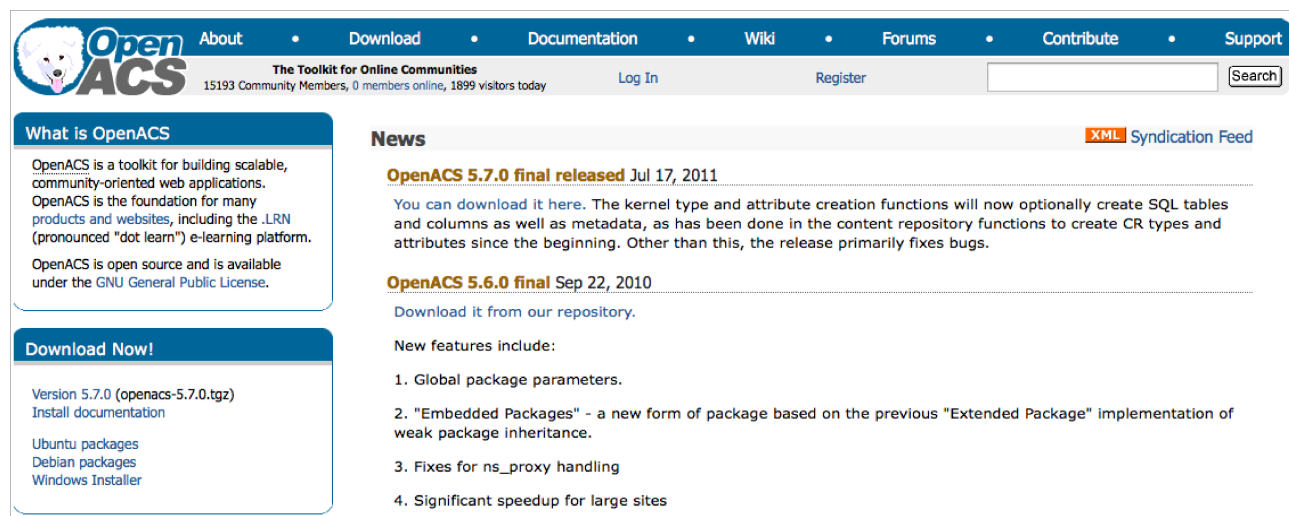 Open ACS
About • Download • Documentation • Wiki • Forums • Contribute • Support
The Toolkit for Online Communities
15193 Community Members, 0 members online, 1899 visitors today
Log In
Register
Search
What is OpenACS
OpenACS is a toolkit for building scalable,
community-oriented web applications.
OpenACS is the foundation for many
products and websites, including the .LRN
(pronounced "dot learn") e-learning platform.
OpenACS is open source and is available
under the GNU General Public License.
Download Now!
Version 5.7.0 (openacs-5.7.0.tgz)
Install documentation
Ubuntu packages
Debian packages
Windows Installer
News
XML Syndication Feed
OpenACS 5.7.0 final released Jul 17, 2011
You can download it here. The kernel type and attribute creation functions will now optionally create SQL tables
and columns as well as metadata, as has been done in the content repository functions to create CR types and
attributes since the beginning. Other than this, the release primarily fixes bugs.
OpenACS 5.6.0 final Sep 22, 2010
Download it from our repository.
New features include:
1. Global package parameters.
2. "Embedded Packages" - a new form of package based on the previous "Extended Package" implementation of
weak package inheritance.
3. Fixes for ns_proxy handling
4. Significant speedup for large sites